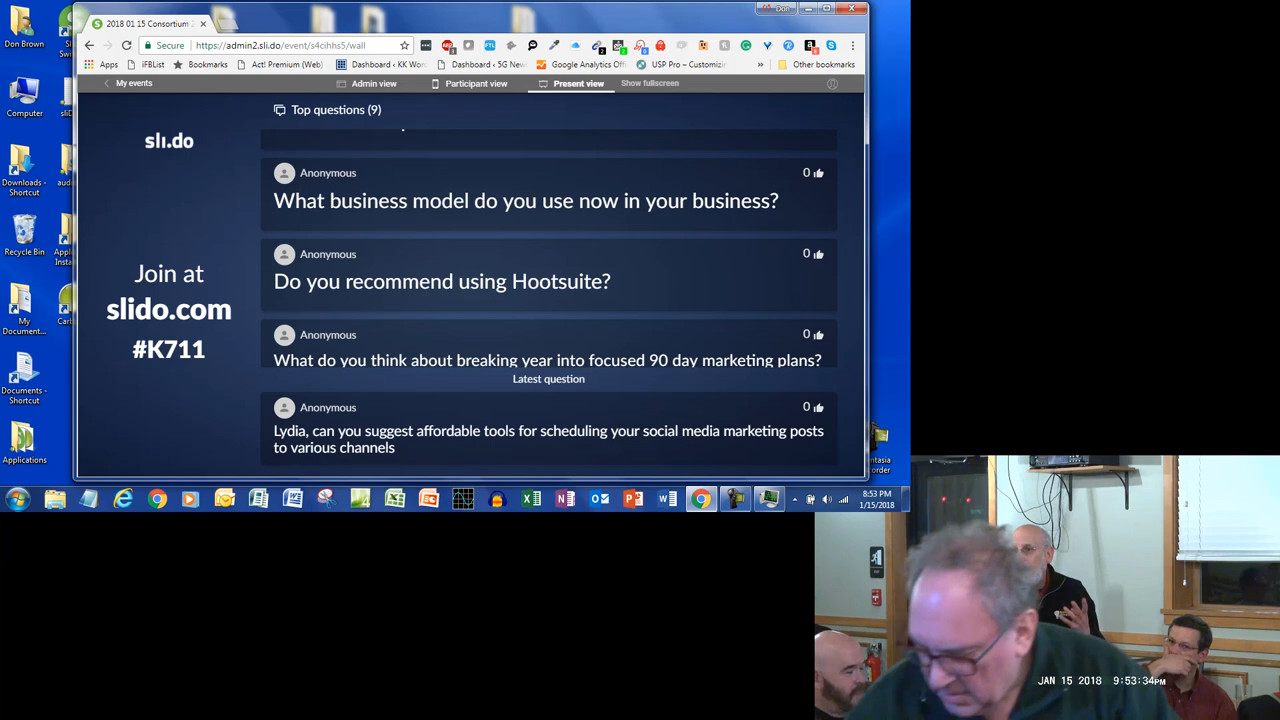 Don
Don Brown
2018 01 15 Consortium
Secure
https://admin2.sli.do/event/s4cihhs5/wall
Apps
iFBList
Bookmarks
Act! Premium (Web)
Dashboard ‹ KK Wor
Dashboard ‹ 5G New
Google Analytics Off
USP Pro – Customizi
»
Other bookmarks
My events
Admin view
Participant view
Present view
Show fullscreen
Top questions (9)
sli.do
Anonymous
0
What business model do you use now in your business?
Anonymous
0
Do you recommend using Hootsuite?
Anonymous
0
What do you think about breaking year into focused 90 day marketing plans?
Latest question
Anonymous
0
Lydia, can you suggest affordable tools for scheduling your social media marketing posts
to various channels
Join at
slido.com
#K711
Computer
Downloads -
Shortcut
Recycle Bin
My
Document...
Documents -
Shortcut
Applications
8:53 PM
1/15/2018
JAN 15 2018 9:53:34PM